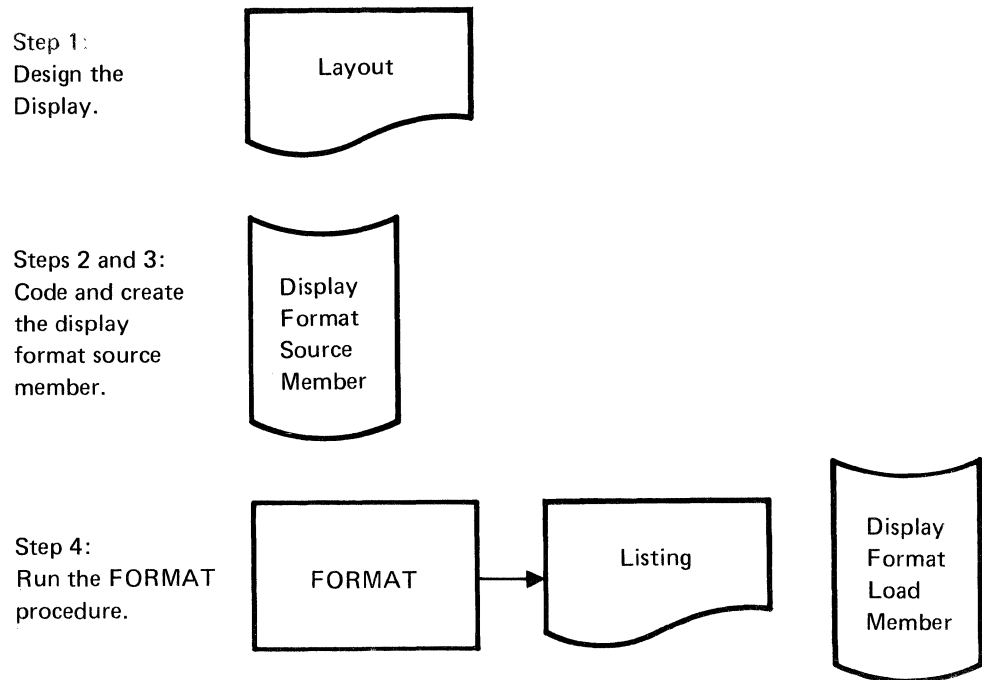 Step 1:
Design the
Display.
Layout
Steps 2 and 3:
Code and create
the display
format source
member.
Display
Format
Source
Member
Step 4:
Run the FORMAT
procedure.
FORMAT
Listing
Display
Format
Load
Member